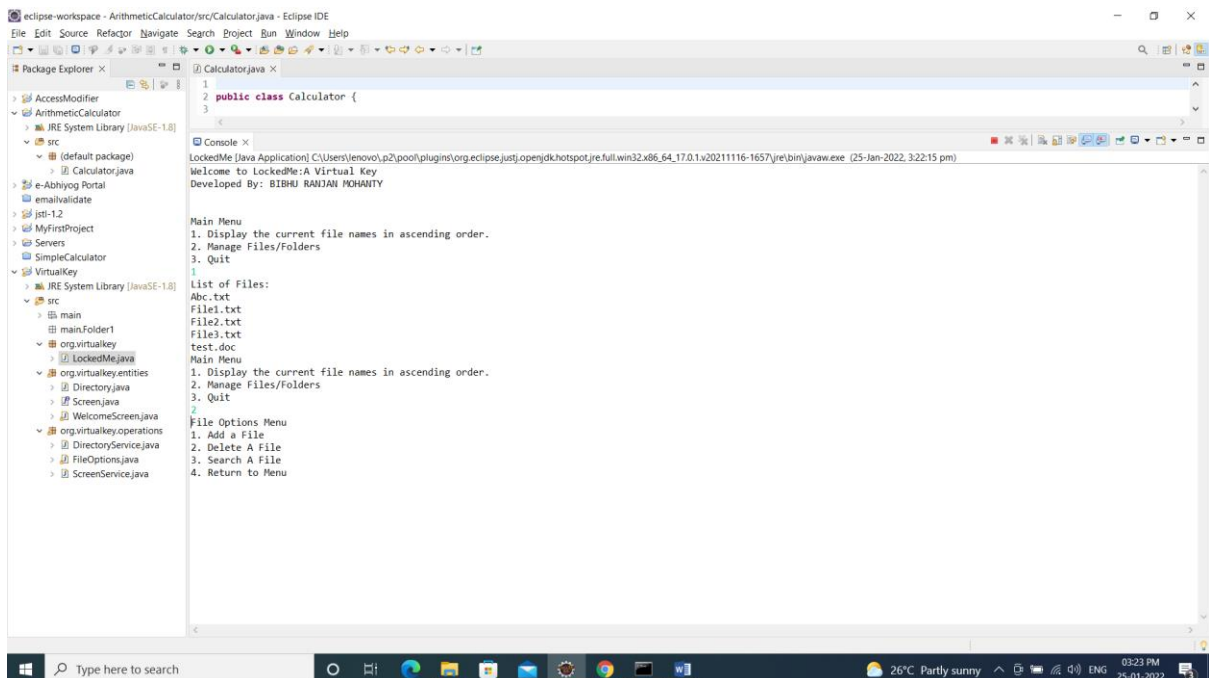 eclipse-workspace - ArithmeticCalculator/src/Calculator.java - Eclipse IDE
File Edit Source Refactor Navigate Search Project Run Window Help
Package Explorer
AccessModifier
ArithmeticCalculator
JRE System Library [JavaSE-1.8]
src
(default package)
Calculator.java
e-Abhiyog Portal
emailvalidate
jstl-1.2
MyFirstProject
Servers
SimpleCalculator
VirtualKey
JRE System Library [JavaSE-1.8]
src
main
main.Folder1
org.virtualkey
LockedMe.java
org.virtualkey.entities
Directory.java
Screen.java
WelcomeScreen.java
org.virtualkey.operations
DirectoryService.java
FileOptions.java
ScreenService.java
Calculator.java
1
2 public class Calculator {
3
Console
LockedMe [Java Application] C:\Users\lenovo\.p2\pool\plugins\org.eclipse.justj.openjdk.hotspot.jre.full.win32.x86_64_17.0.1.v20211116-1657\jre\bin\javaw.exe (25-Jan-2022, 3:22:15 pm)
Welcome to LockedMe:A Virtual Key
Developed By: BIBHU RANJAN MOHANTY
Main Menu
1. Display the current file names in ascending order.
2. Manage Files/Folders
3. Quit
1
List of Files:
Abc.txt
File1.txt
File2.txt
File3.txt
test.doc
Main Menu
1. Display the current file names in ascending order.
2. Manage Files/Folders
3. Quit
2
File Options Menu
1. Add a File
2. Delete A File
3. Search A File
4. Return to Menu
Type here to search
26°C Partly sunny
ENG
03:23 PM
25-01-2022